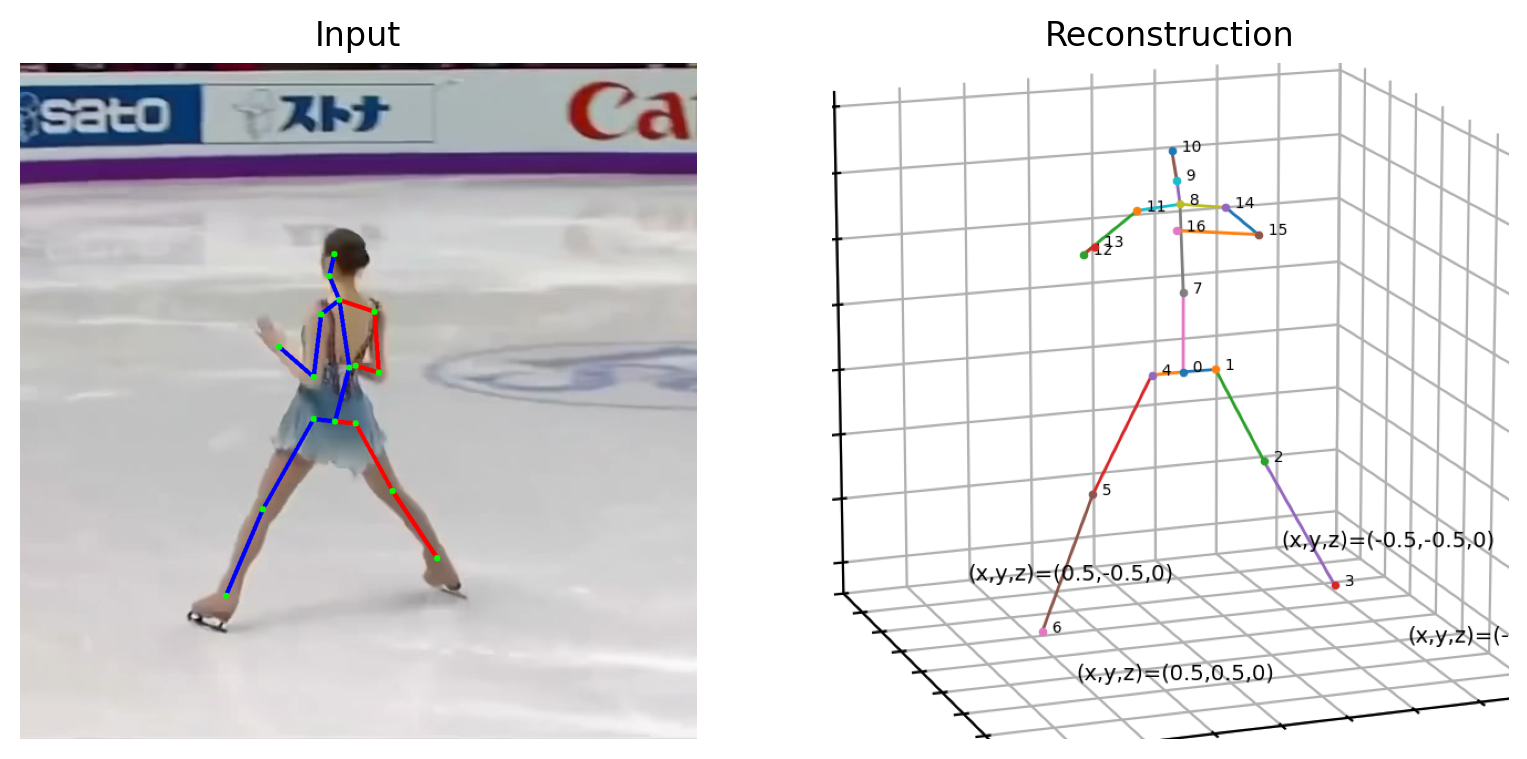 Input
Reconstruction
sato
ストナ
Ca
10
9
8
11
14
16
15
13
12
7
4
0
1
2
5
(x,y,z)=(-0.5,-0.5,0)
(x,y,z)=(0.5,-0.5,0)
3
6
(x,y,z)=(-
(x,y,z)=(0.5,0.5,0)